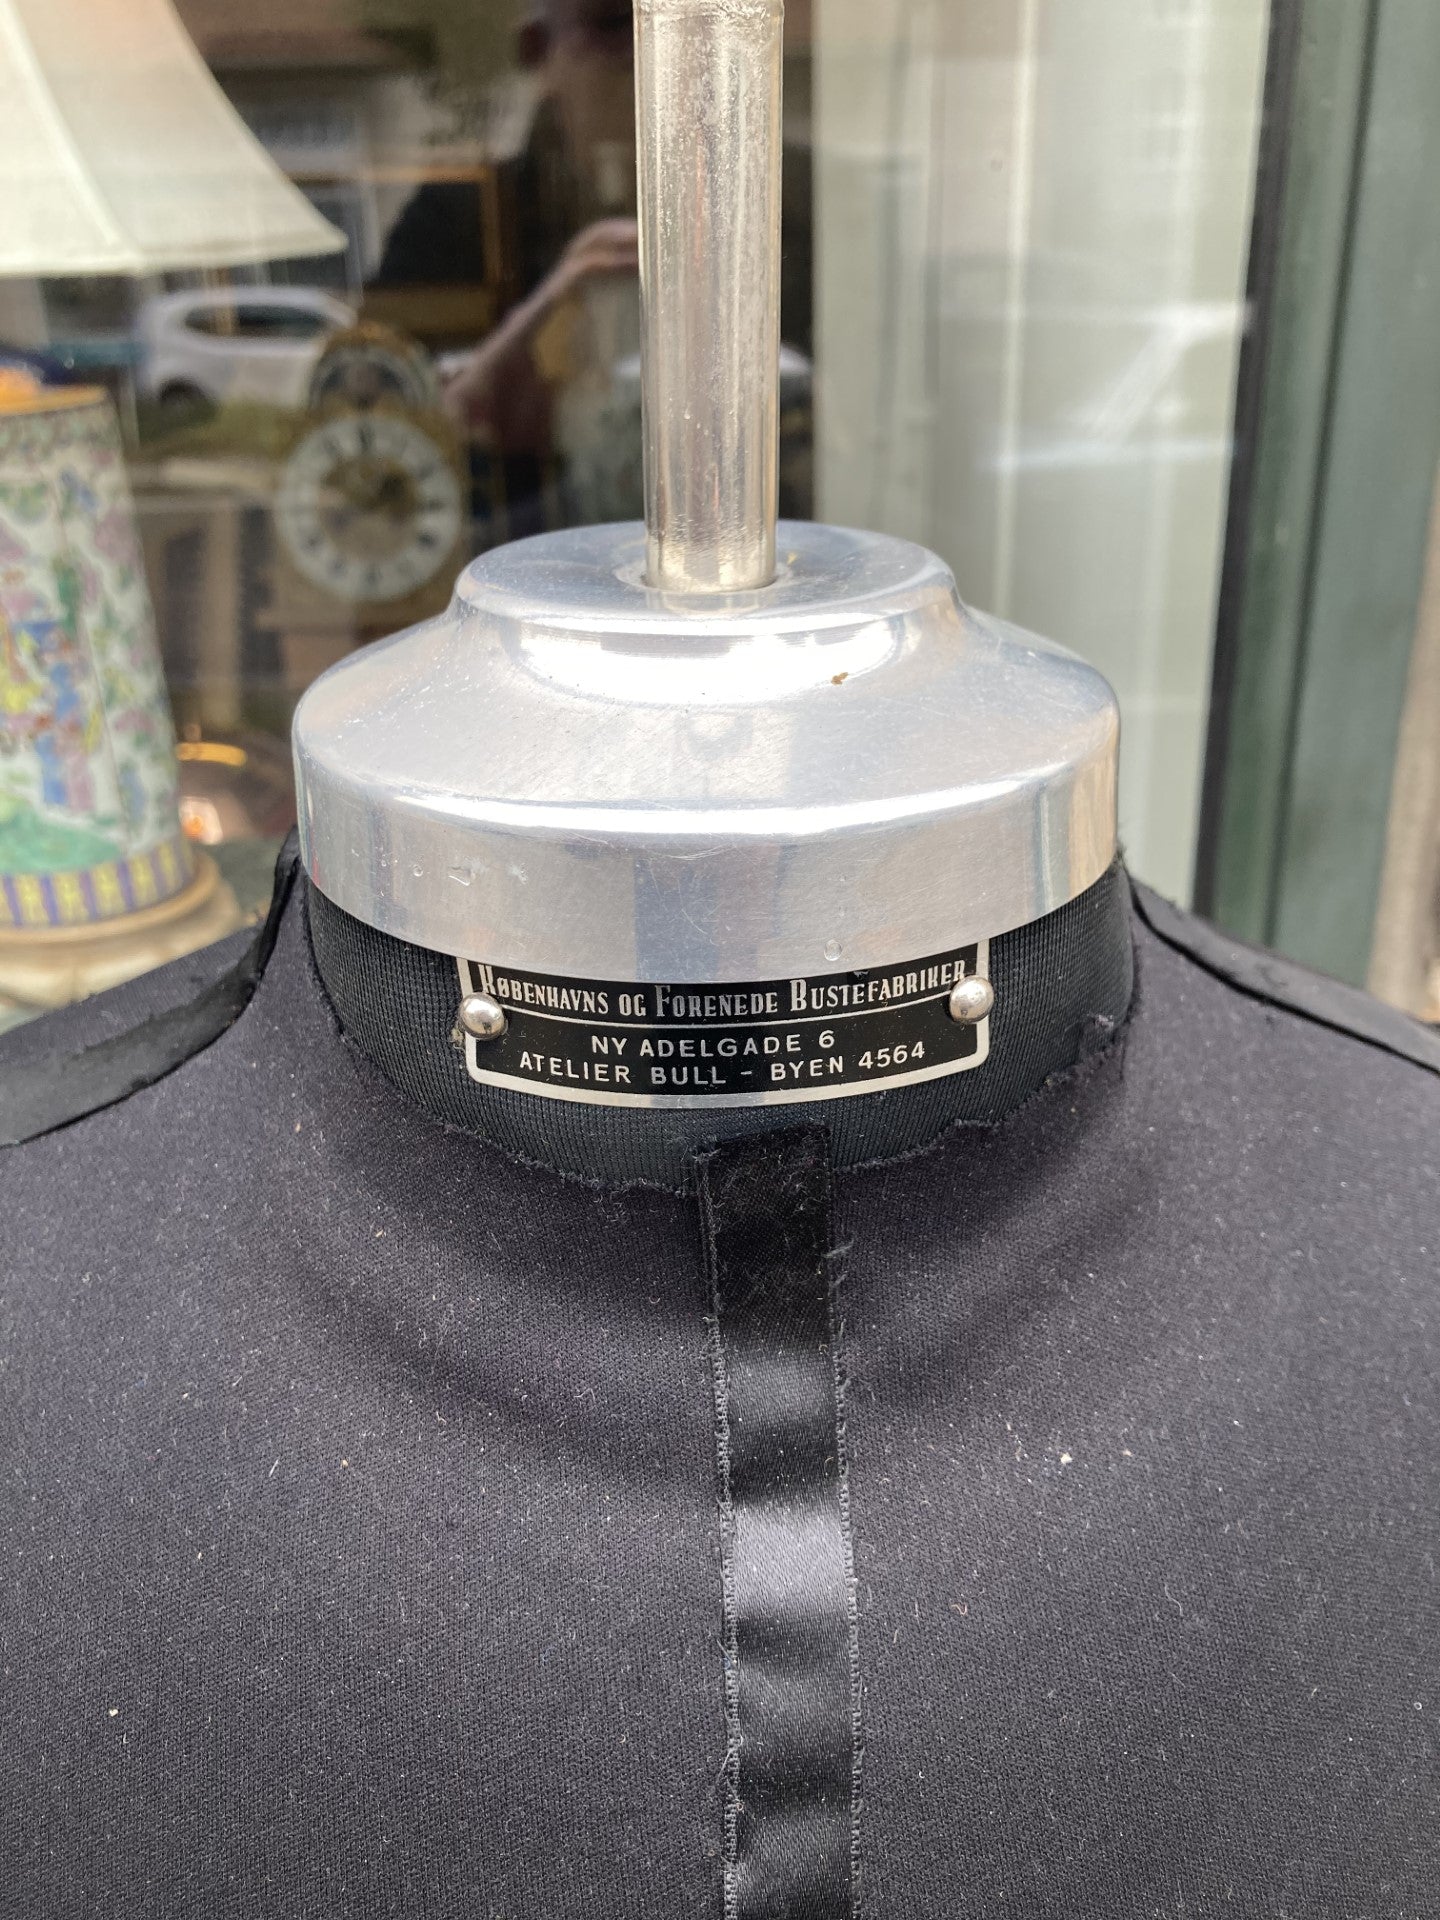 KØBENHAVNS OG FORENEDE BUSTEFABRIKER
NY ADELGADE 6
ATELIER BULL - BYEN 4564